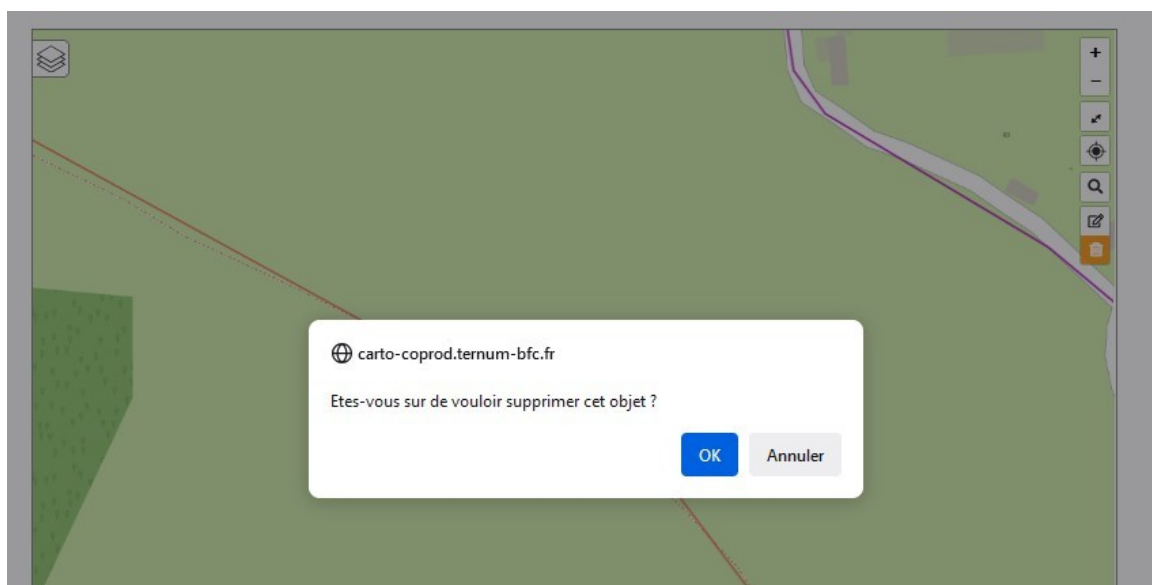 +
−
carto-coprod.ternum-bfc.fr
Etes-vous sur de vouloir supprimer cet objet ?
OK Annuler